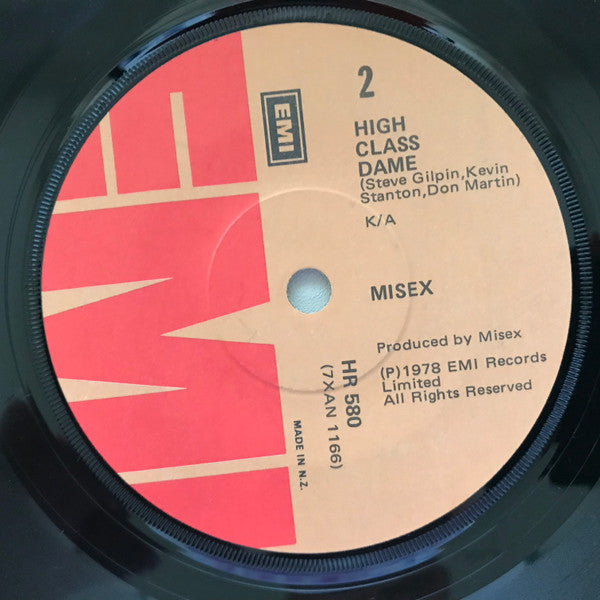 EMI
EMI
2
HIGH
CLASS
DAME
(Steve Gilpin,Kevin
Stanton,Don Martin)
K/A
MISEX
Produced by Misex
(P)1978 EMI Records
Limited
All Rights Reserved
HR 580
(7XAN 1166)
MADE IN N.Z.